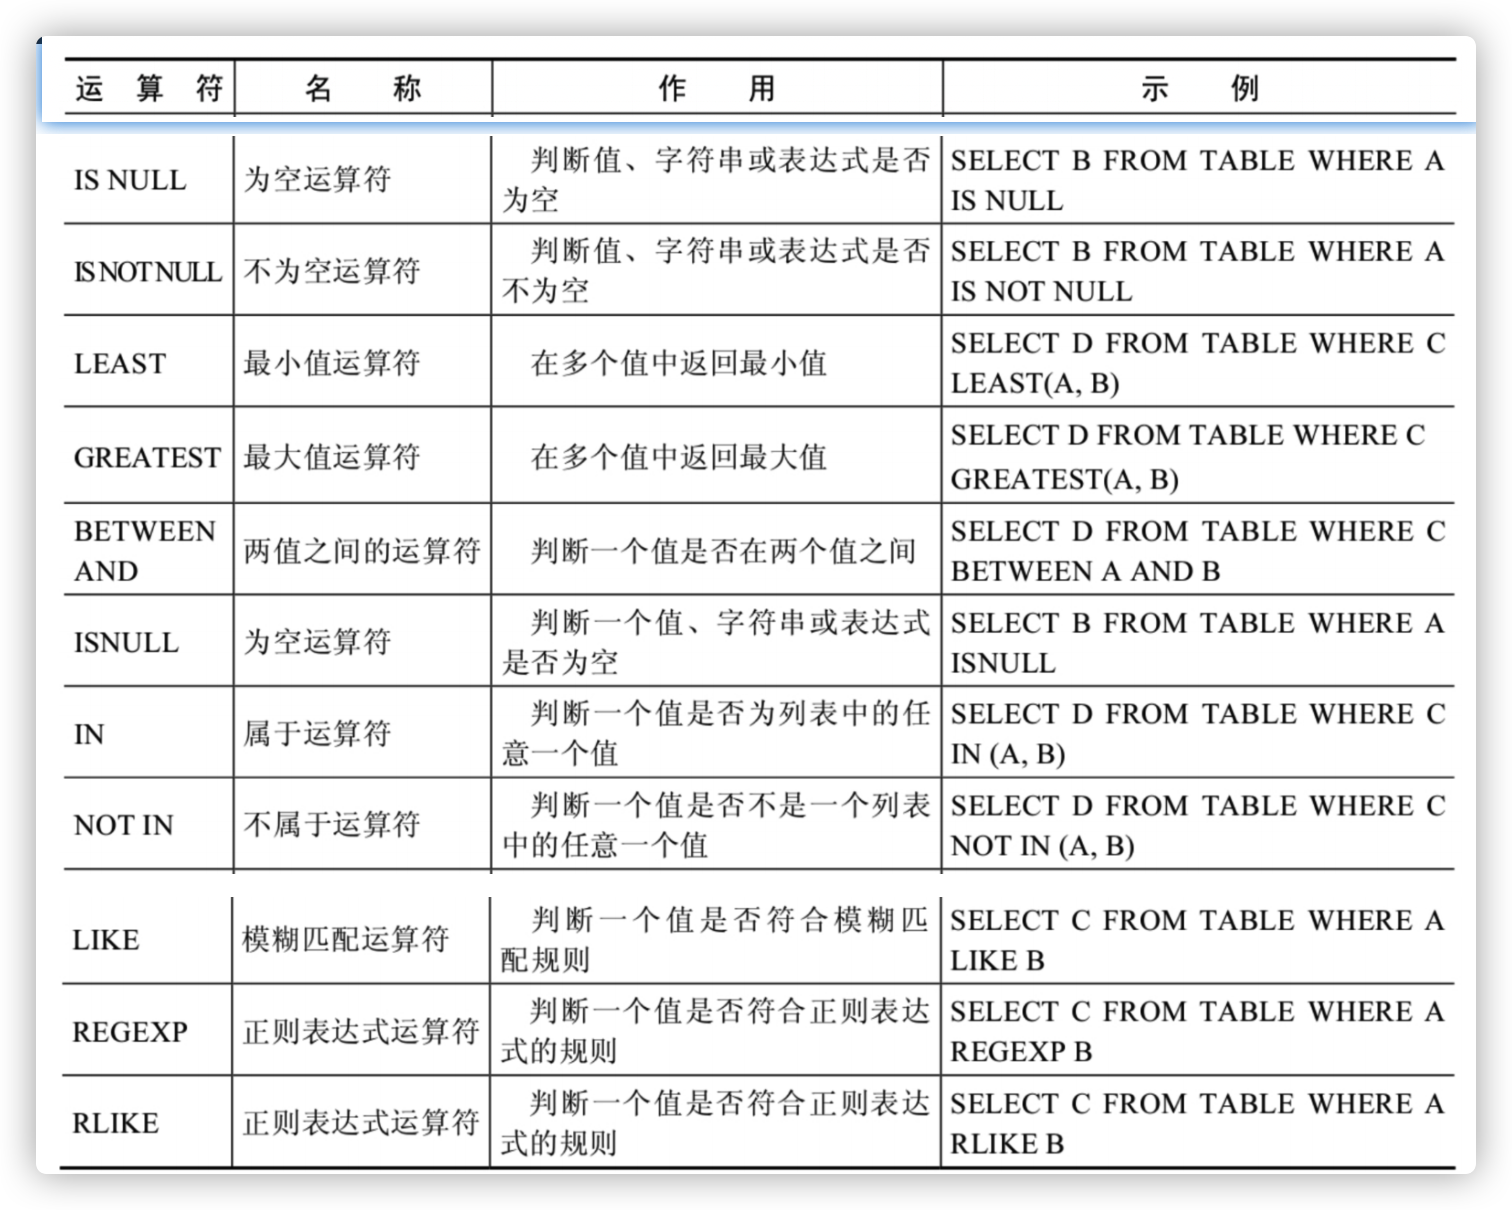 运 算 符 名 称 作 用 示 例
IS NULL
为空运算符
判断值、字符串或表达式是否
为空
SELECT B FROM TABLE WHERE A
IS NULL
IS NOT NULL
不为空运算符
判断值、字符串或表达式是否
不为空
SELECT B FROM TABLE WHERE A
IS NOT NULL
LEAST
最小值运算符
在多个值中返回最小值
SELECT D FROM TABLE WHERE C
LEAST(A, B)
GREATEST
最大值运算符
在多个值中返回最大值
SELECT D FROM TABLE WHERE C
GREATEST(A, B)
BETWEEN
AND
两值之间的运算符
判断一个值是否在两个值之间
SELECT D FROM TABLE WHERE C
BETWEEN A AND B
ISNULL
为空运算符
判断一个值、字符串或表达式
是否为空
SELECT B FROM TABLE WHERE A
ISNULL
IN
属于运算符
判断一个值是否为列表中的任
意一个值
SELECT D FROM TABLE WHERE C
IN (A, B)
NOT IN
不属于运算符
判断一个值是否不是一个列表
中的任意一个值
SELECT D FROM TABLE WHERE C
NOT IN (A, B)
LIKE
模糊匹配运算符
判断一个值是否符合模糊匹
配规则
SELECT C FROM TABLE WHERE A
LIKE B
REGEXP
正则表达式运算符
判断一个值是否符合正则表达
式的规则
SELECT C FROM TABLE WHERE A
REGEXP B
RLIKE
正则表达式运算符
判断一个值是否符合正则表达
式的规则
SELECT C FROM TABLE WHERE A
RLIKE B